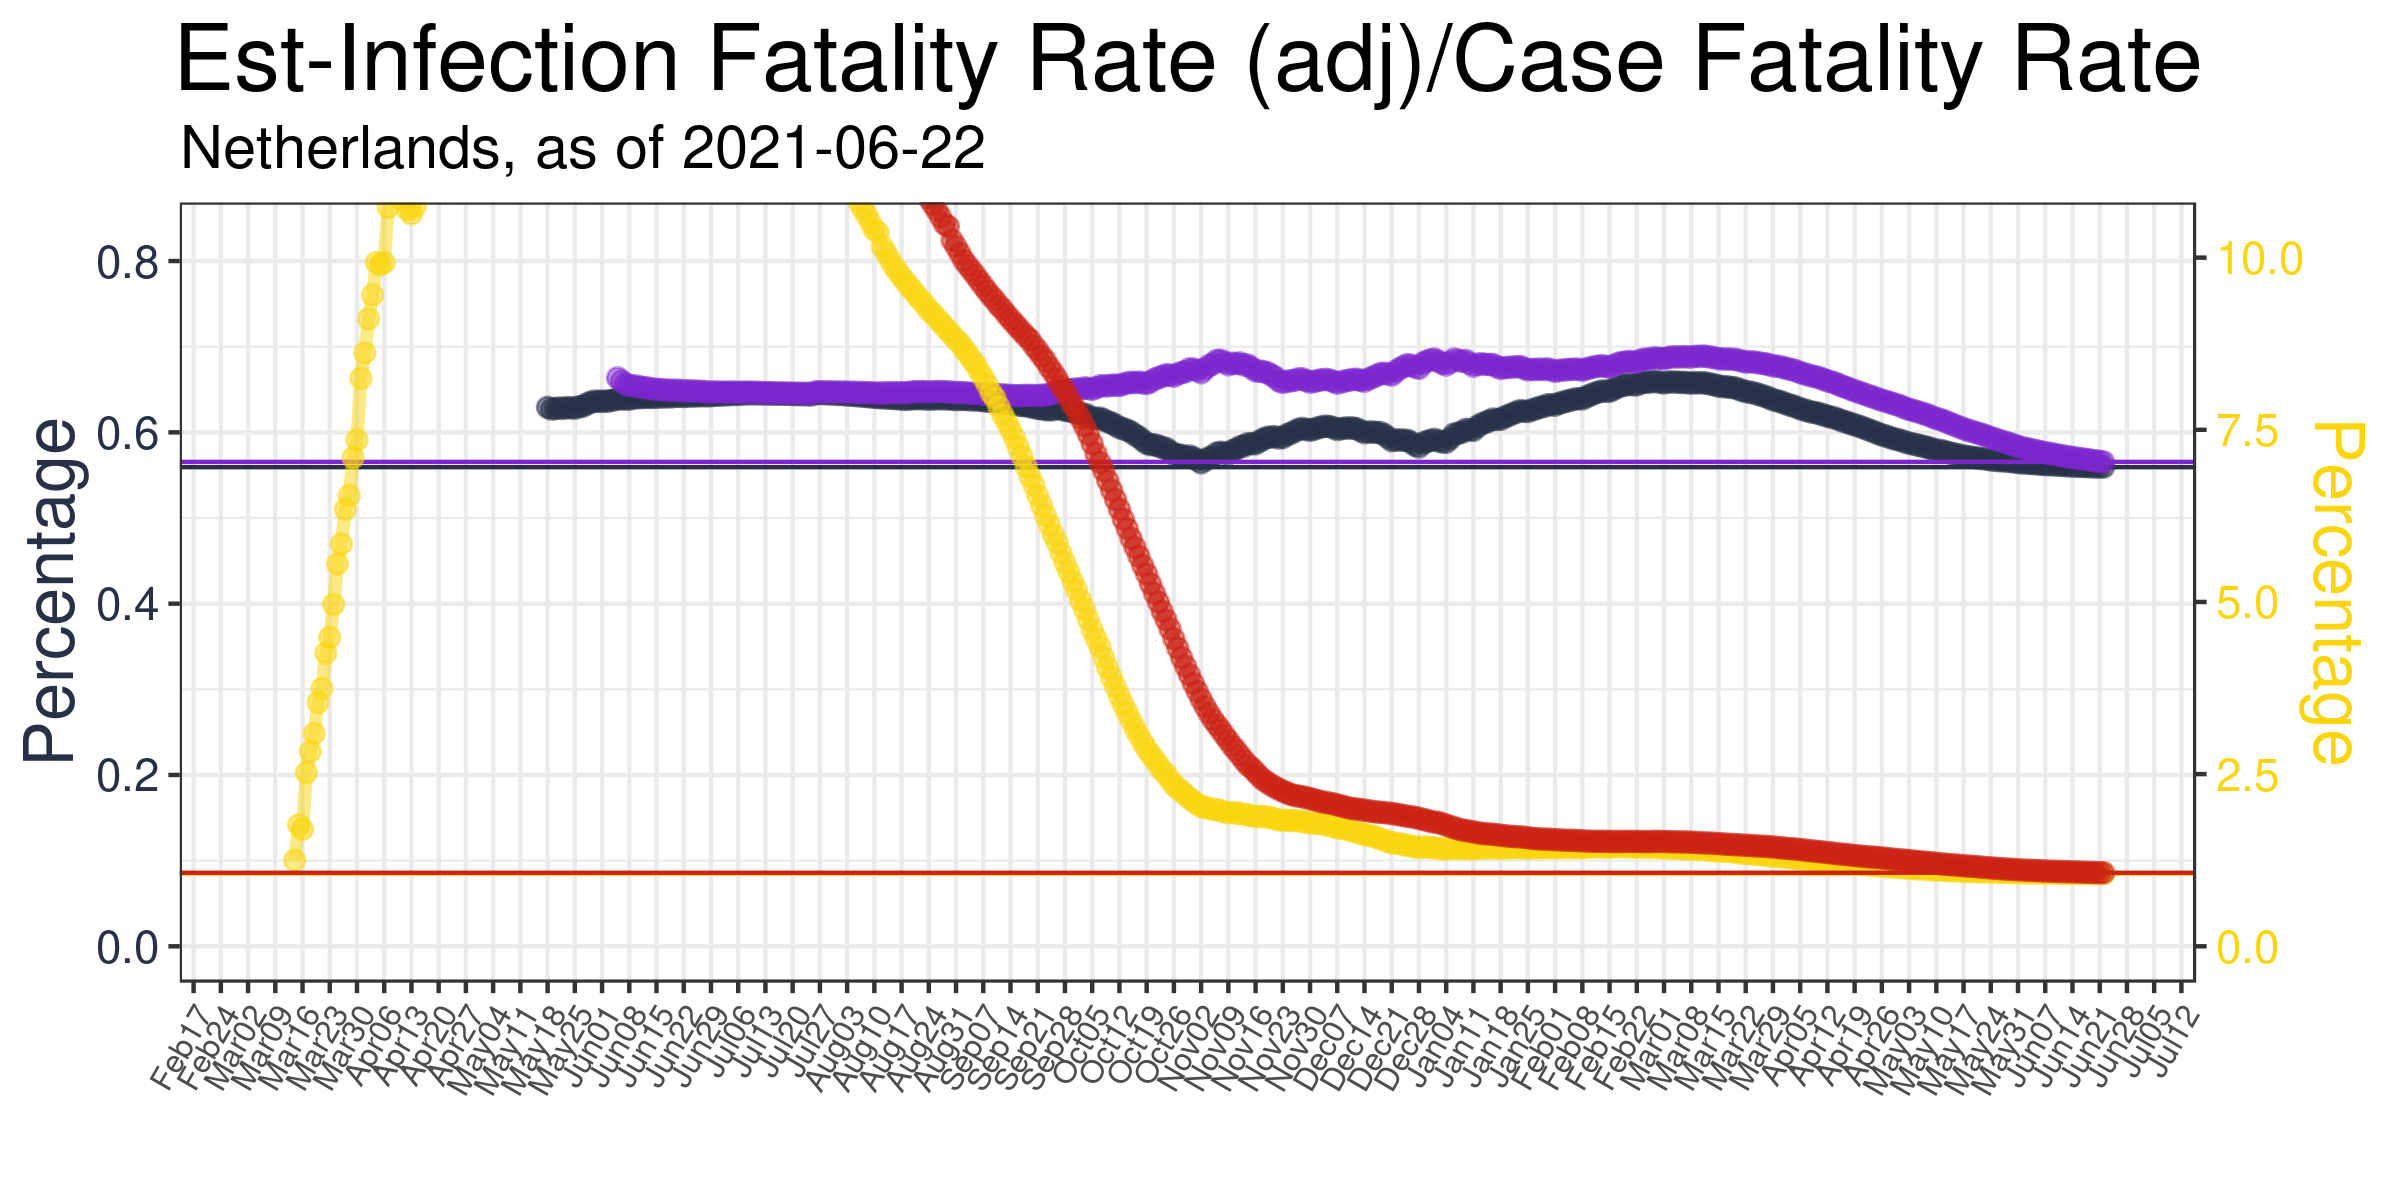 Est-Infection Fatality Rate (adj)/Case Fatality Rate
Netherlands, as of 2021-06-22
Percentage
0.8
0.6
0.4
0.2
0.0
10.0
7.5
5.0
2.5
0.0
Percentage
Feb17
Feb24
Mar02
Mar09
Mar16
Mar23
Mar30
Apr06
Apr13
Apr20
Apr27
May04
May11
May18
May25
Jun01
Jun08
Jun15
Jun22
Jun29
Jul06
Jul13
Jul20
Jul27
Aug03
Aug10
Aug17
Aug24
Aug31
Sep07
Sep14
Sep21
Sep28
Oct05
Oct12
Oct19
Oct26
Nov02
Nov09
Nov16
Nov23
Nov30
Dec07
Dec14
Dec21
Dec28
Jan04
Jan11
Jan18
Jan25
Feb01
Feb08
Feb15
Feb22
Mar01
Mar08
Mar15
Mar22
Mar29
Apr05
Apr12
Apr19
Apr26
May03
May10
May17
May24
May31
Jun07
Jun14
Jun21
Jun28
Jul05
Jul12